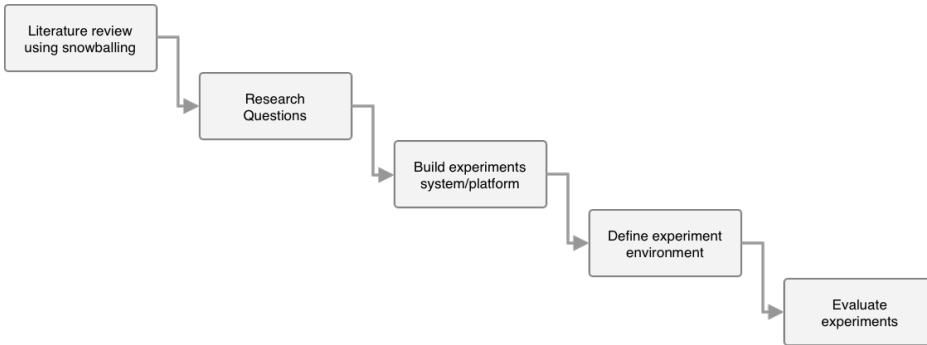 Literature review
using snowballing
Research
Questions
Build experiments
system/platform
Define experiment
environment
Evaluate
experiments